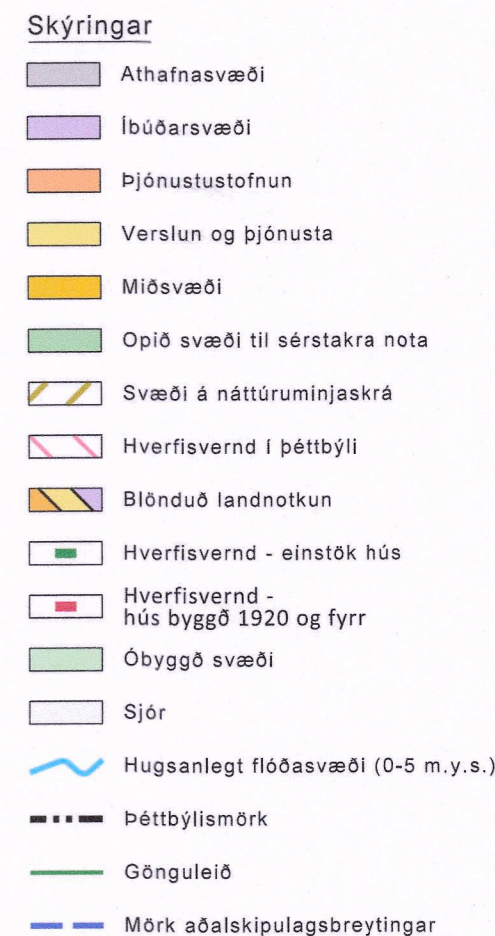 Skýringar
Athafnasvæði
Íbúðarsvæði
Þjónustustofnun
Verslun og þjónusta
Miðsvæði
Opið svæði til sérstakra nota
Svæði á náttúruminjaskrá
Hverfisvernd í þéttbýli
Blönduð landnotkun
Hverfisvernd - einstök hús
Hverfisvernd -
hús byggð 1920 og fyrr
Óbyggð svæði
Sjór
Hugsanlegt flóðasvæði (0-5 m.y.s.)
Þéttbýlismörk
Gönguleið
Mörk aðalskipulagsbreytingar